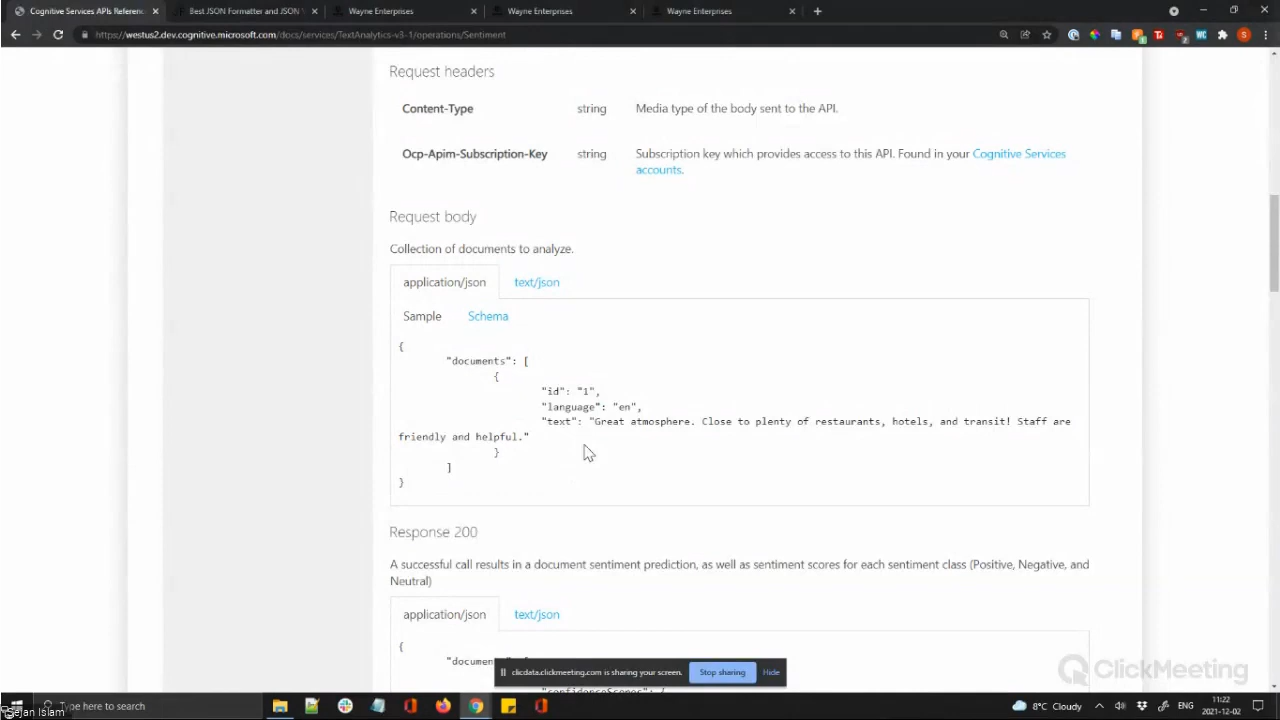 Cognitive Services APIs Referenc
Best JSON Formatter and JSON V
Wayne Enterprises
Wayne Enterprises
Wayne Enterprises
https://westus2.dev.cognitive.microsoft.com/docs/services/TextAnalytics-v3-1/operations/Sentiment
Request headers
Content-Type string Media type of the body sent to the API.
Ocp-Apim-Subscription-Key string Subscription key which provides access to this API. Found in your Cognitive Services
accounts.
Request body
Collection of documents to analyze.
application/json text/json
Sample Schema
{
"documents": [
{
"id": "1",
"language": "en",
"text": "Great atmosphere. Close to plenty of restaurants, hotels, and transit! Staff are
friendly and helpful."
}
]
}
Response 200
A successful call results in a document sentiment prediction, as well as sentiment scores for each sentiment class (Positive, Negative, and
Neutral)
application/json text/json
{
"docume
clicdata.clickmeeting.com is sharing your screen. Stop sharing Hide
"confidenceScores": {
ClickMeeting
Type here to search
Sejan Islam
8°C Cloudy
ENG
11:22
2021-12-02